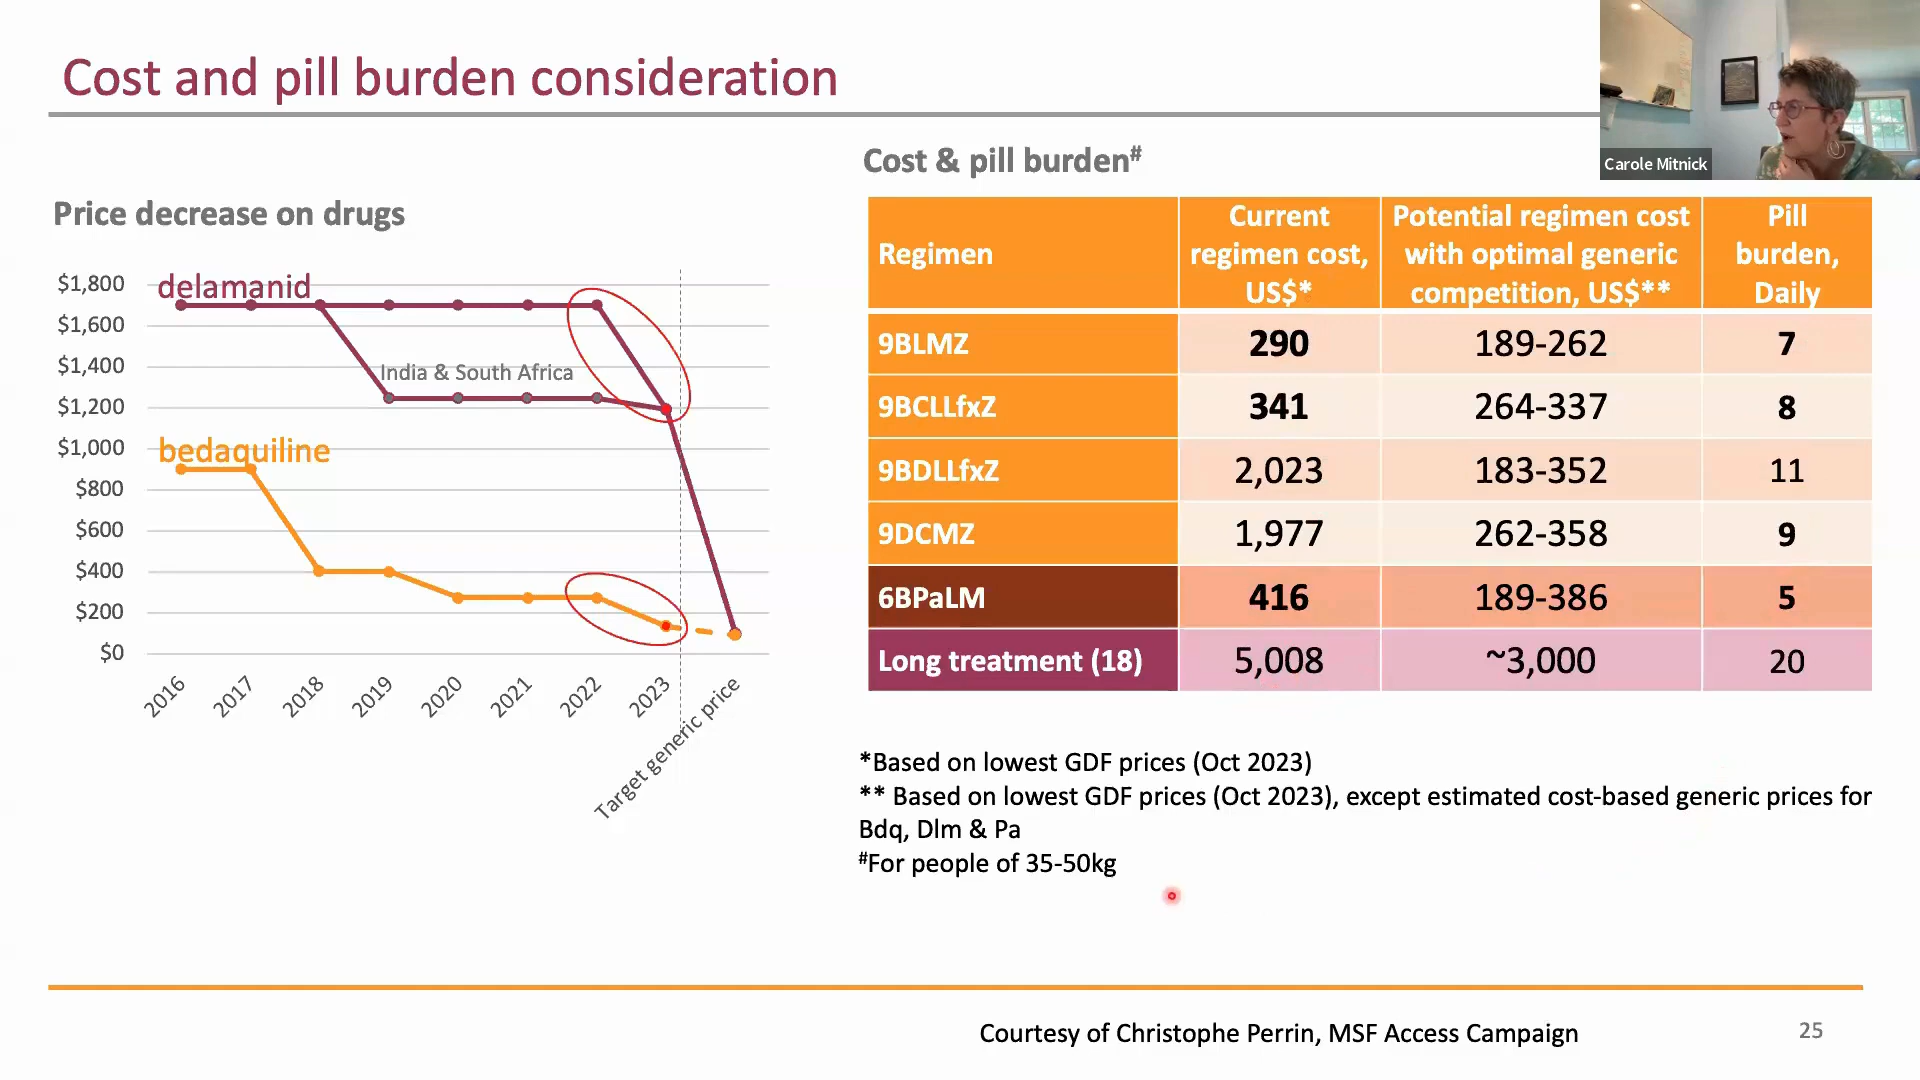 Cost and pill burden consideration
Carole Mitnick
Price decrease on drugs
$1,800
$1,600
$1,400
$1,200
$1,000
$800
$600
$400
$200
$0
delamanid
India & South Africa
bedaquiline
2016
2017
2018
2019
2020
2021
2022
2023
Target generic price
Cost & pill burden#
Regimen
Current
regimen cost,
US$*
Potential regimen cost
with optimal generic
competition, US$**
Pill
burden,
Daily
9BLMZ 290 189-262 7
9BCLLfxZ 341 264-337 8
9BDLLfxZ 2,023 183-352 11
9DCMZ 1,977 262-358 9
6BPaLM 416 189-386 5
Long treatment (18) 5,008 ~3,000 20
*Based on lowest GDF prices (Oct 2023)
** Based on lowest GDF prices (Oct 2023), except estimated cost-based generic prices for
Bdq, Dlm & Pa
#For people of 35-50kg
Courtesy of Christophe Perrin, MSF Access Campaign
25